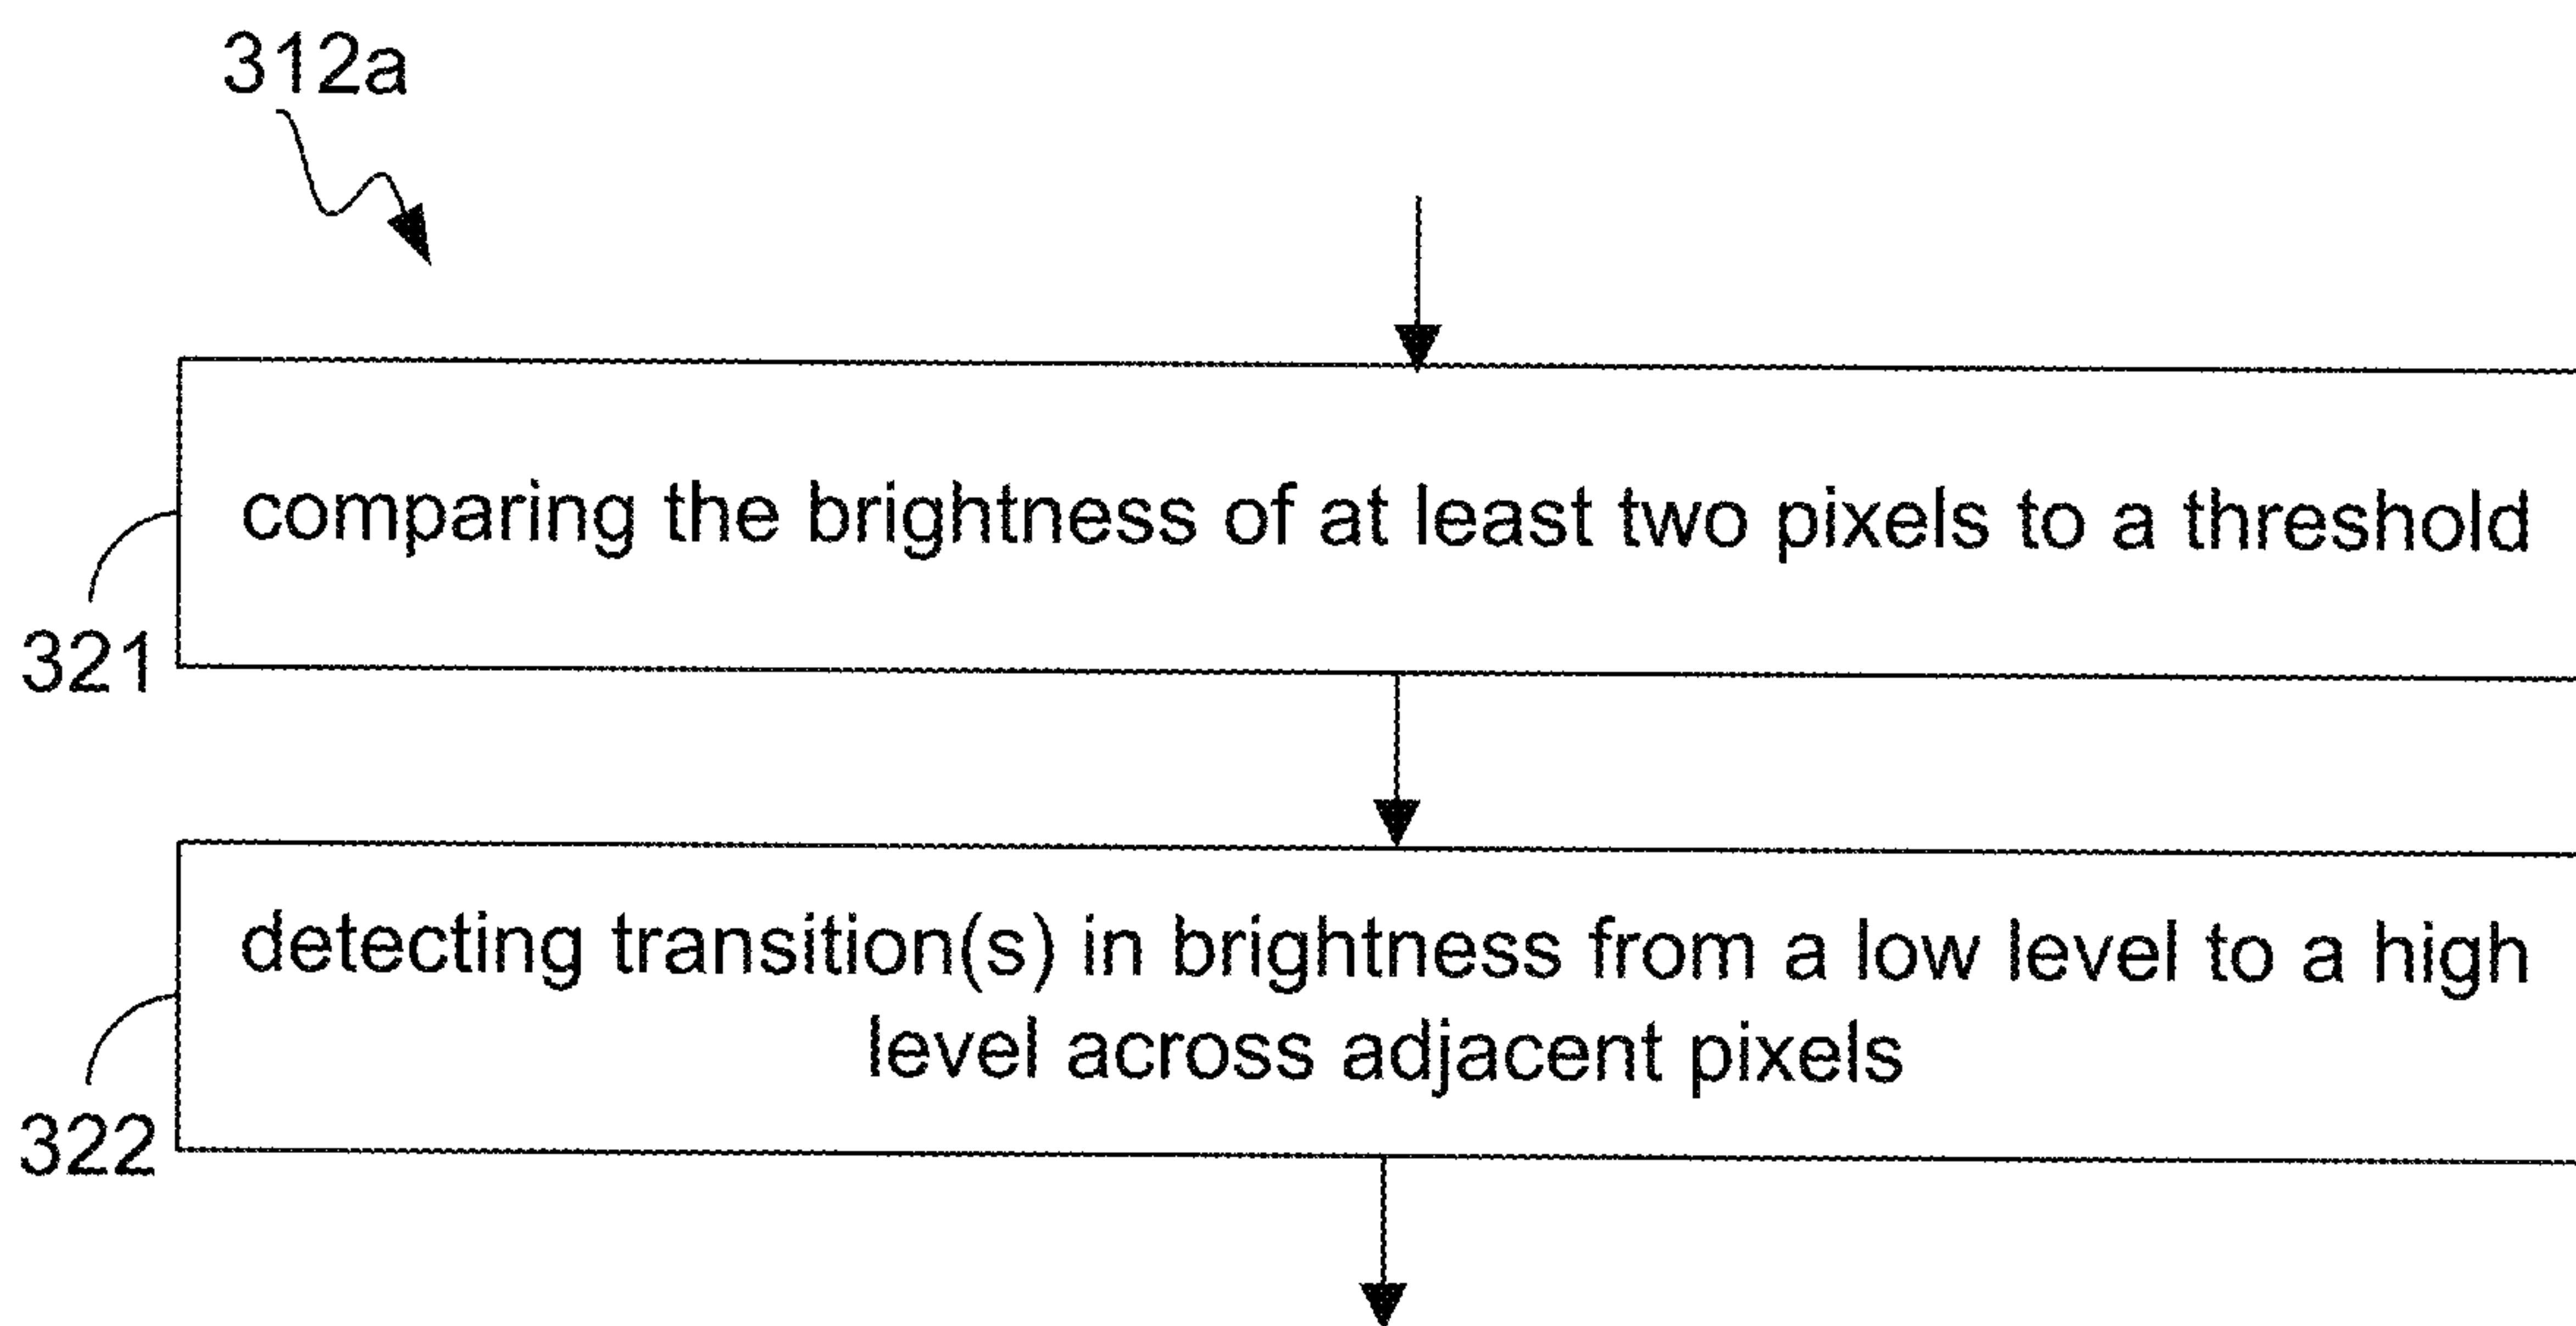 312a
comparing the brightness of at least two pixels to a threshold
321
detecting transition(s) in brightness from a low level to a high
level across adjacent pixels
322